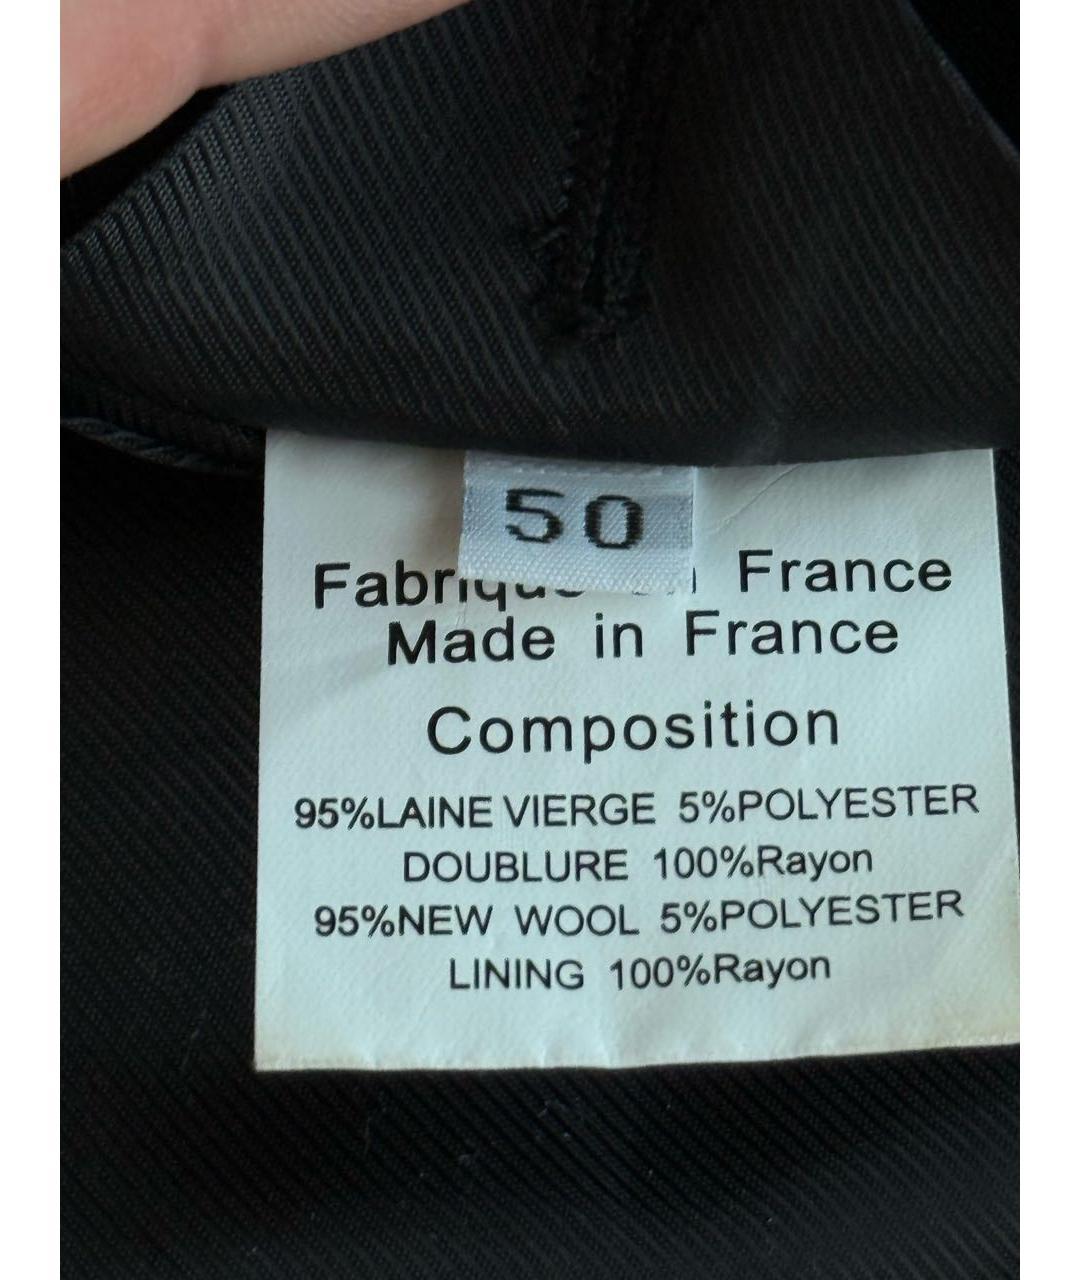 50
France
Made in France
Composition
95%LAINE VIERGE 5%POLYESTER
DOUBLURE 100%Rayon
95%NEW WOOL 5%POLYESTER
LINING 100%Rayon